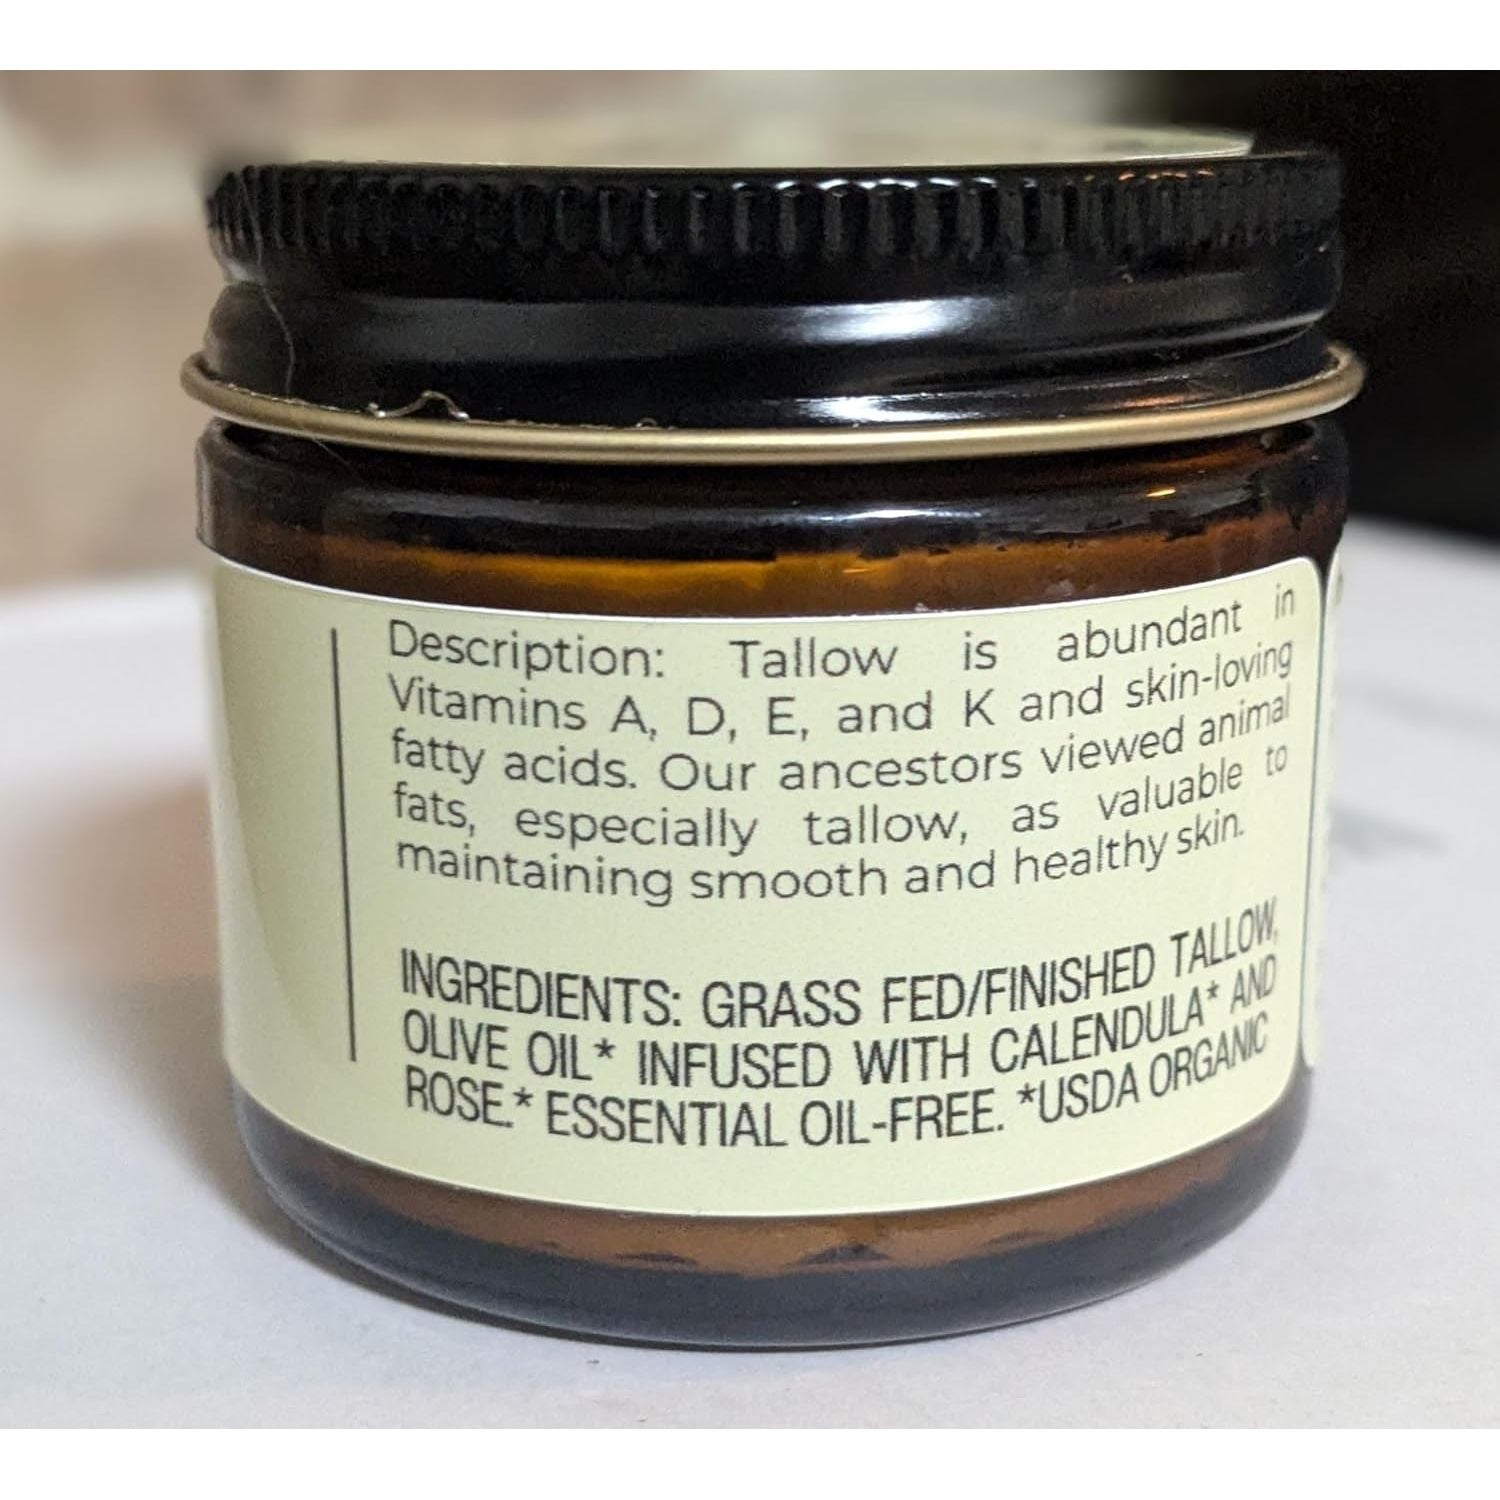 Description: Tallow is abundant in
Vitamins A, D, E, and K and skin-loving
fatty acids. Our ancestors viewed animal
fats, especially tallow, as valuable to
maintaining smooth and healthy skin.
INGREDIENTS: GRASS FED/FINISHED TALLOW,
OLIVE OIL* INFUSED WITH CALENDULA* AND
ROSE.* ESSENTIAL OIL-FREE. *USDA ORGANIC